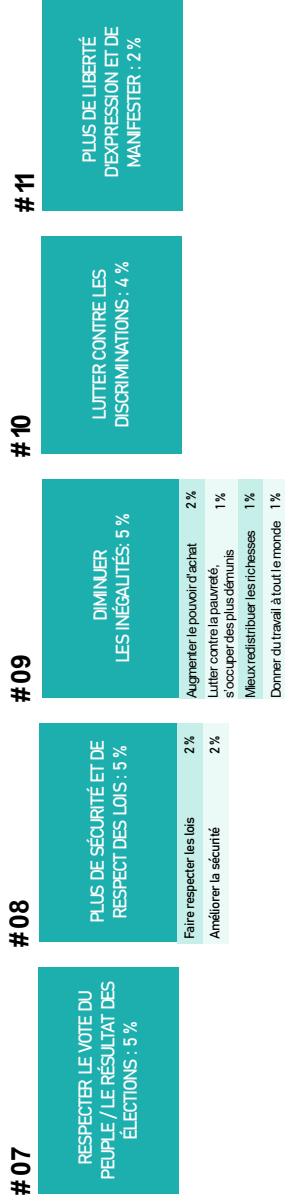 #07
RESPECTER LE VOTE DU
PEUPLE / LE RÉSULTAT DES
ÉLECTIONS : 5 %
#08
PLUS DE SÉCURITÉ ET DE
RESPECT DES LOIS : 5 %
Faire respecter les lois 2 %
Améliorer la sécurité 2 %
#09
DIMINUER
LES INÉGALITÉS: 5 %
Augmenter le pouvoir d'achat 2 %
Lutter contre la pauvreté,
s'occuper des plus démunis 1 %
Mieux redistribuer les richesses 1 %
Donner du travail à tout le monde 1 %
#10
LUTTER CONTRE LES
DISCRIMINATIONS : 4 %
#11
PLUS DE LIBERTÉ
D'EXPRESSION ET DE
MANIFESTER : 2 %